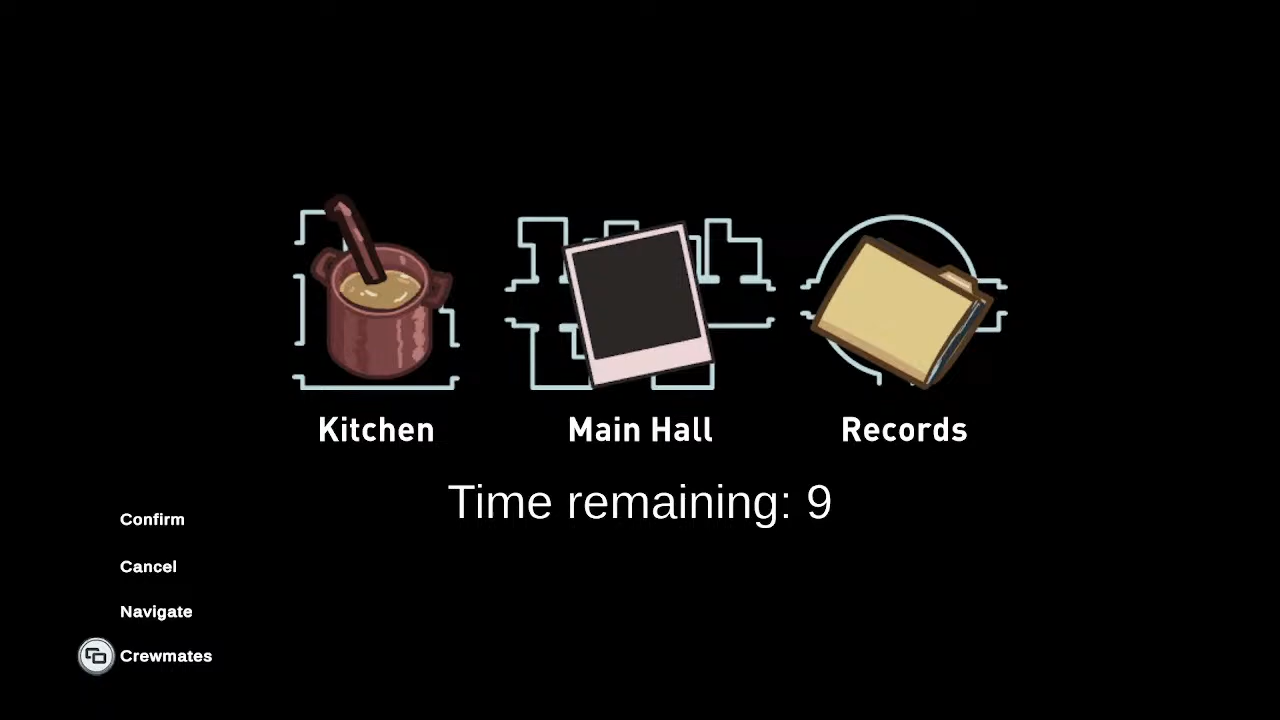 Kitchen
Main Hall
Records
Time remaining: 9
Confirm
Cancel
Navigate
Crewmates